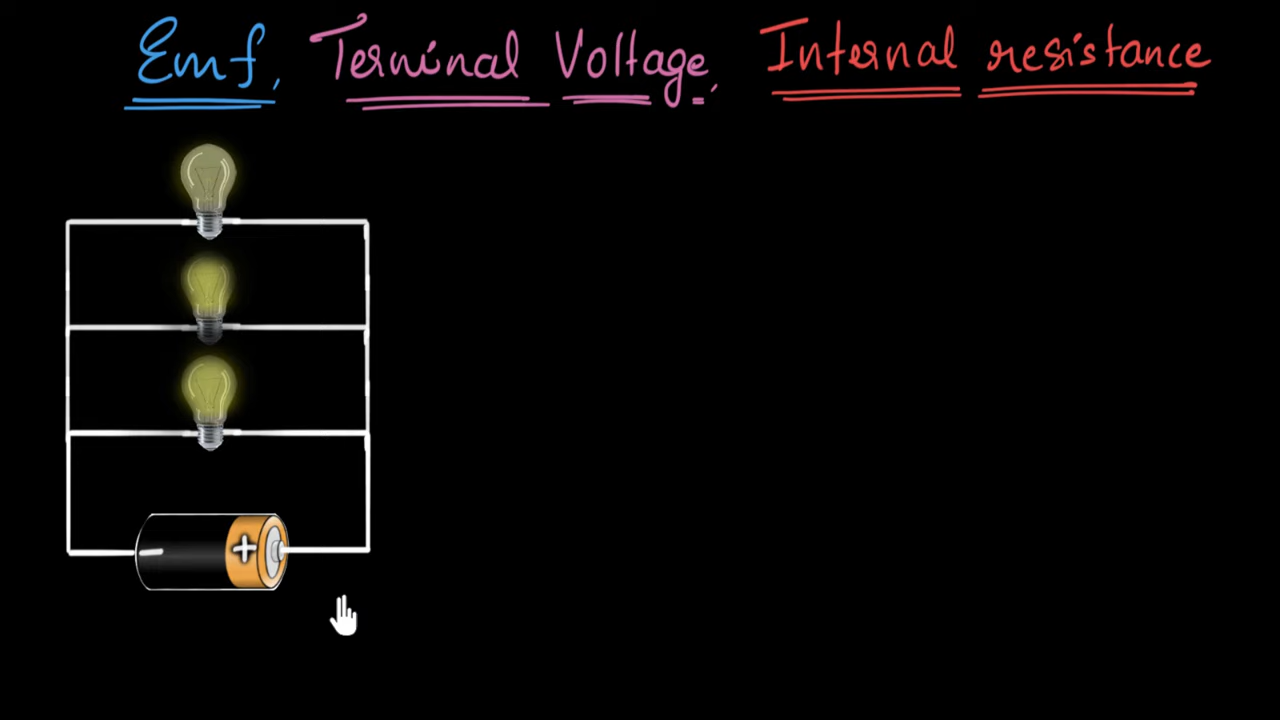 Emf, Terminal Voltage, Internal resistance
+